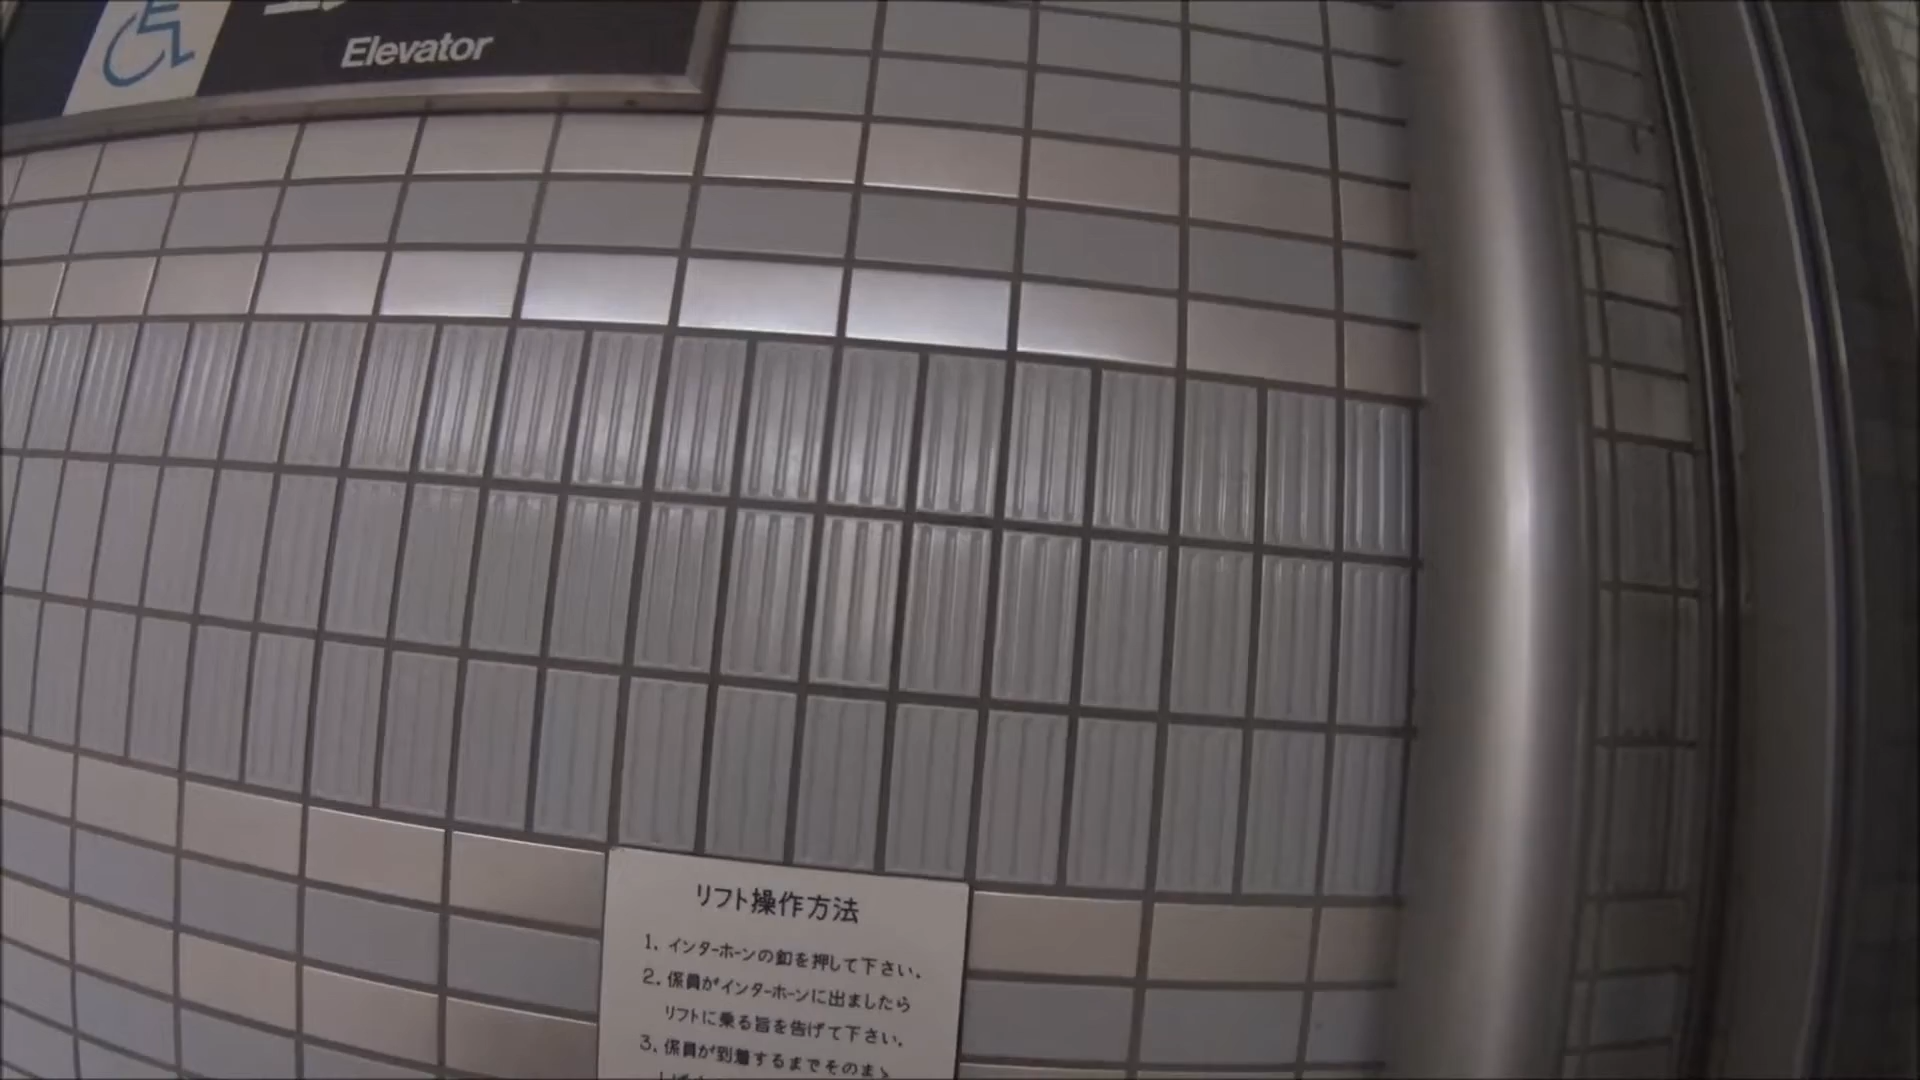 Elevator
リフト操作方法
1. インターホーンの釦を押して下さい.
2. 係員がインターホーンに出ましたら
リフトに乗る旨を告げて下さい.
3. 係員が到着するまでそのまゝ